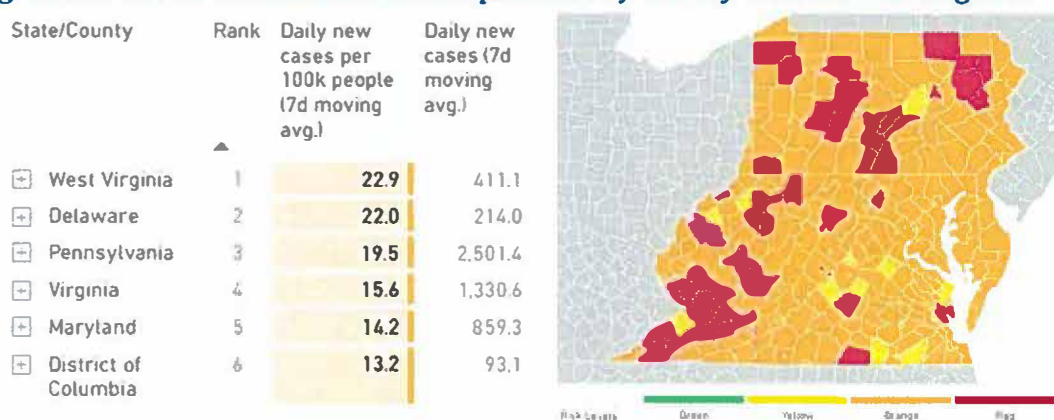 State/County Rank Daily new Daily new
cases per cases (7d
100k people moving
(7d moving avg.)
avg.)
West Virginia 1 22.9 411.1
Delaware 2 22.0 214.0
Pennsylvania 3 19.5 2,501.4
Virginia 4 15.6 1,330.6
Maryland 5 14.2 859.3
District of 6 13.2 93.1
Columbia
Risk Levels Green Yellow Orange Red